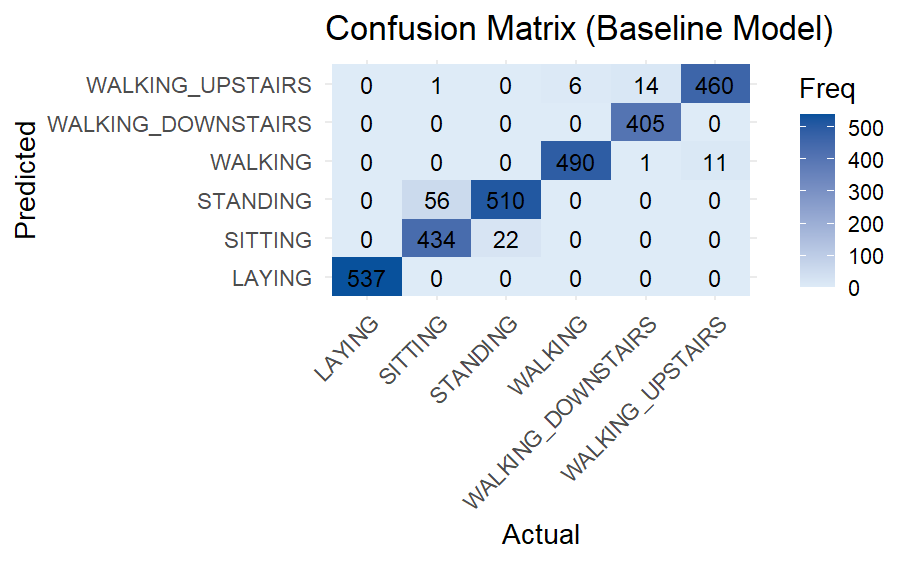 Confusion Matrix (Baseline Model)
Predicted
WALKING_UPSTAIRS 0 1 0 6 14 460
WALKING_DOWNSTAIRS 0 0 0 0 405 0
WALKING 0 0 0 490 1 11
STANDING 0 56 510 0 0 0
SITTING 0 434 22 0 0 0
LAYING 537 0 0 0 0 0
LAYING
SITTING
STANDING
WALKING
WALKING_DOWNSTAIRS
WALKING_UPSTAIRS
Actual
Freq
500
400
300
200
100
0